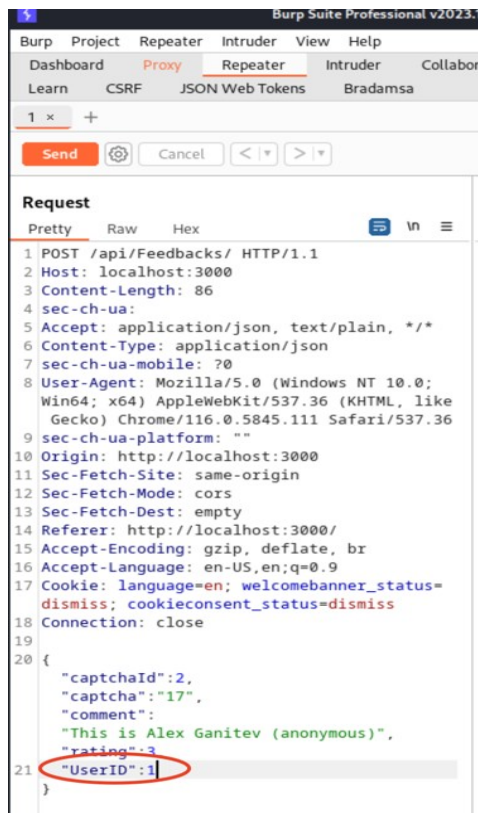 Burp Suite Professional v2023.
Burp Project Repeater Intruder View Help
Dashboard Proxy Repeater Intruder Collabor
Learn CSRF JSON Web Tokens Bradamsa
1 × +
Send Cancel < > 
Request
Pretty Raw Hex \n
1 POST /api/Feedbacks/ HTTP/1.1
2 Host: localhost:3000
3 Content-Length: 86
4 sec-ch-ua:
5 Accept: application/json, text/plain, */*
6 Content-Type: application/json
7 sec-ch-ua-mobile: ?0
8 User-Agent: Mozilla/5.0 (Windows NT 10.0;
Win64; x64) AppleWebKit/537.36 (KHTML, like
Gecko) Chrome/116.0.5845.111 Safari/537.36
9 sec-ch-ua-platform: ""
10 Origin: http://localhost:3000
11 Sec-Fetch-Site: same-origin
12 Sec-Fetch-Mode: cors
13 Sec-Fetch-Dest: empty
14 Referer: http://localhost:3000/
15 Accept-Encoding: gzip, deflate, br
16 Accept-Language: en-US,en;q=0.9
17 Cookie: language=en; welcomebanner_status=
dismiss; cookieconsent_status=dismiss
18 Connection: close
19
20 {
"captchaId":2,
"captcha":"17",
"comment":
"This is Alex Ganitev (anonymous)",
"rating":3
21 "UserID":1
}